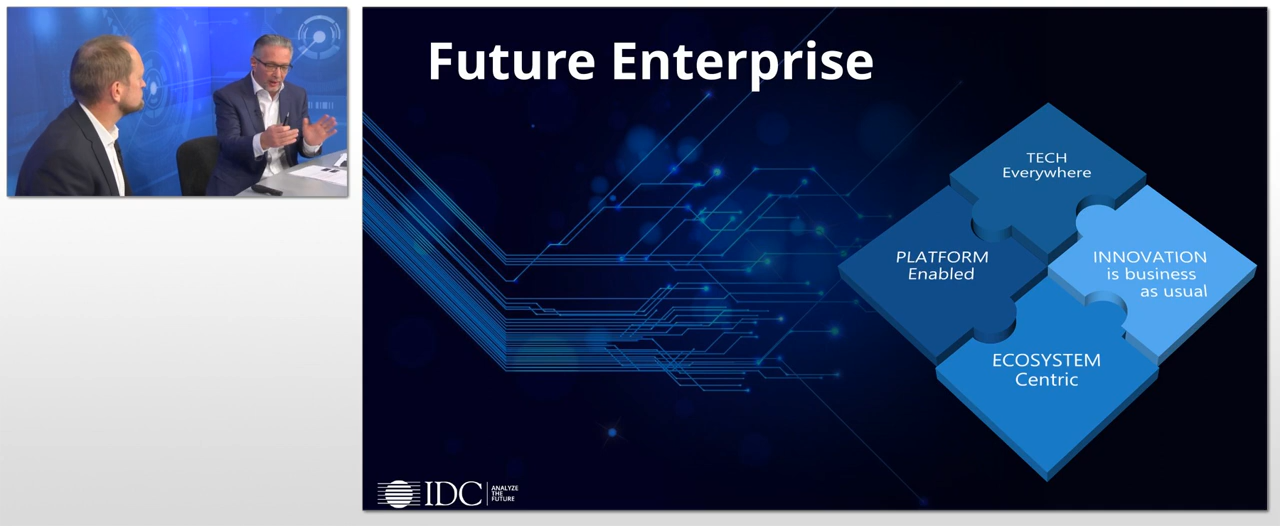 Future Enterprise
TECH
Everywhere
PLATFORM
Enabled
INNOVATION
is business
as usual
ECOSYSTEM
Centric
IDC
ANALYZE
THE
FUTURE